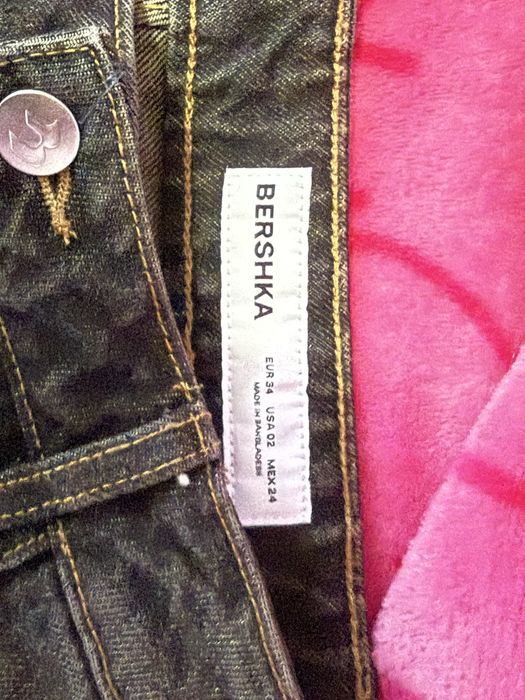 BERSHKA
EUR 34 USA 02 MEX 24
MADE IN BANGLADESH